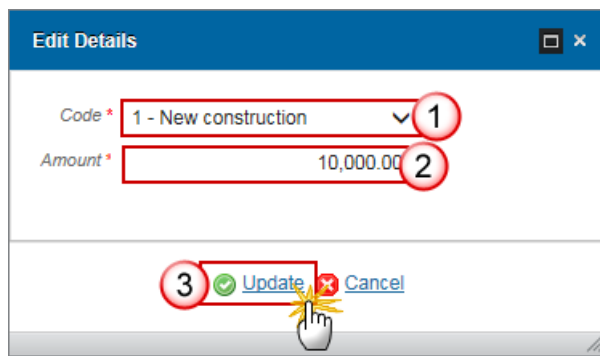 Edit Details
Code * 1 - New construction 1
Amount * 10,000.00 2
3 Update Cancel